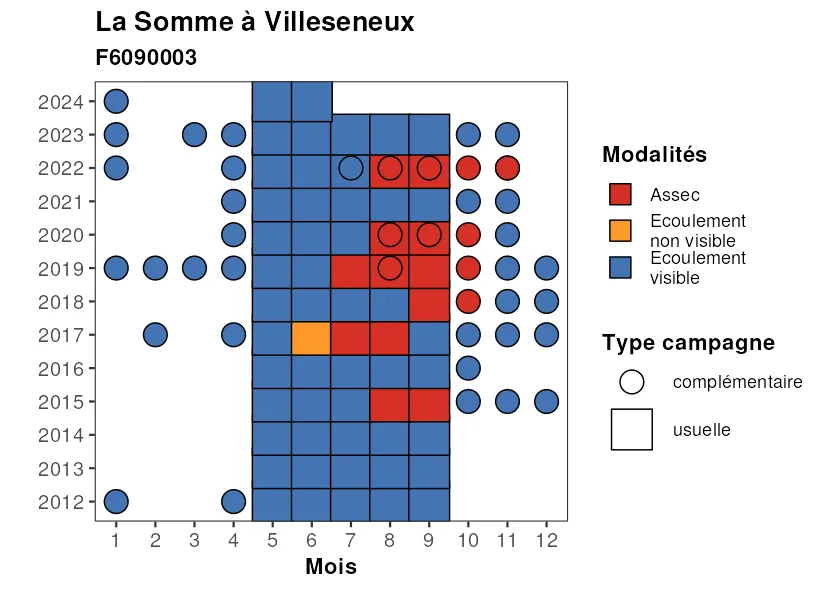 La Somme à Villeseneux
F6090003
2024
2023
2022
2021
2020
2019
2018
2017
2016
2015
2014
2013
2012
1 2 3 4 5 6 7 8 9 10 11 12
Mois
Modalités
Assec
Ecoulement
non visible
Ecoulement
visible
Type campagne
complémentaire
usuelle